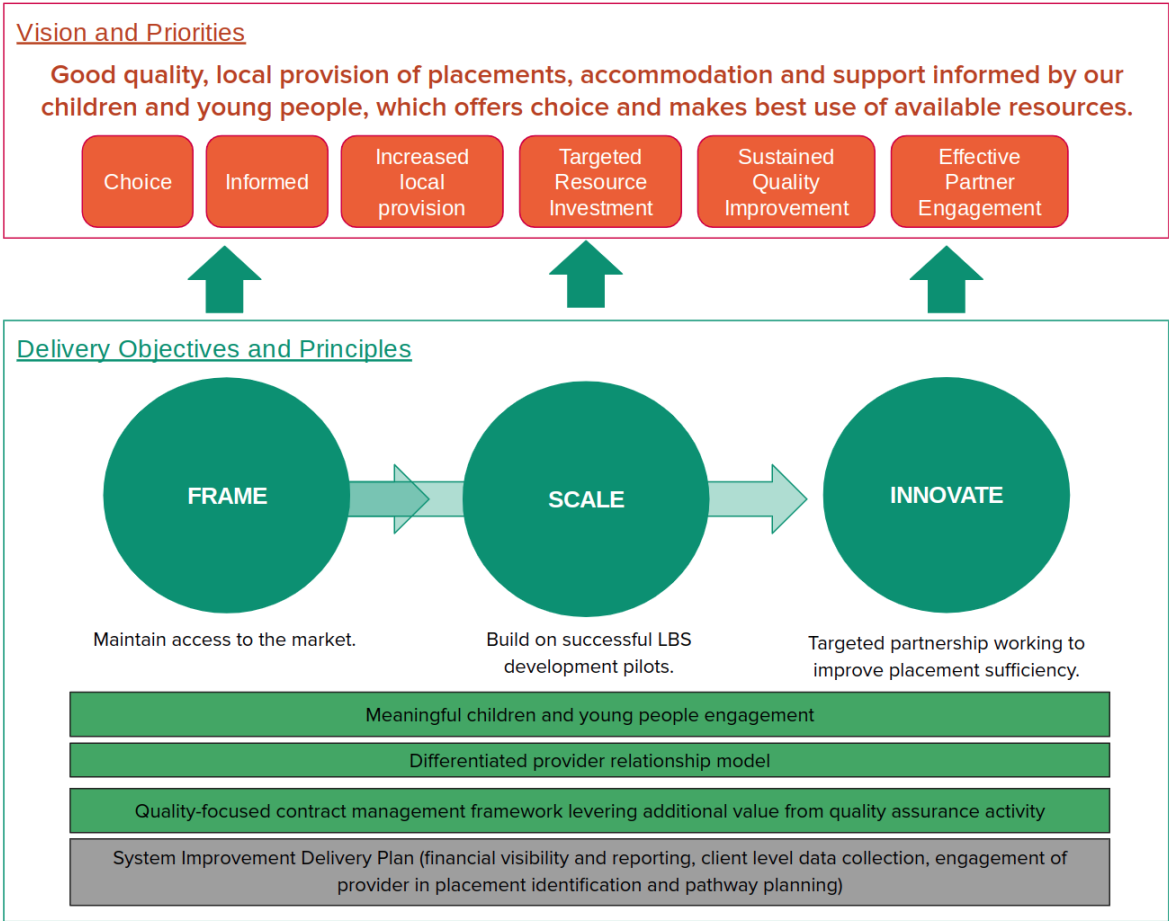 Vision and Priorities
Good quality, local provision of placements, accommodation and support informed by our
children and young people, which offers choice and makes best use of available resources.
Choice
Informed
Increased
local
provision
Targeted
Resource
Investment
Sustained
Quality
Improvement
Effective
Partner
Engagement
Delivery Objectives and Principles
FRAME
SCALE
INNOVATE
Maintain access to the market.
Build on successful LBS
development pilots.
Targeted partnership working to
improve placement sufficiency.
Meaningful children and young people engagement
Differentiated provider relationship model
Quality-focused contract management framework levering additional value from quality assurance activity
System Improvement Delivery Plan (financial visibility and reporting, client level data collection, engagement of
provider in placement identification and pathway planning)